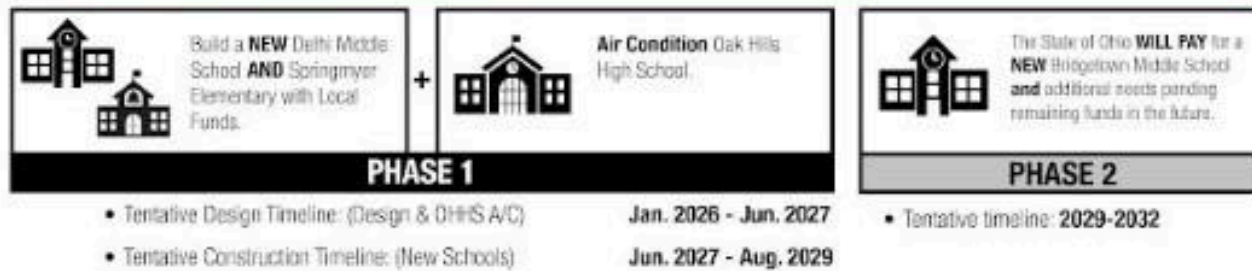 Build a NEW Delhi Middle
School AND Springmyer
Elementary with Local
Funds.
+
Air Condition Oak Hills
High School.
PHASE 1
• Tentative Design Timeline: (Design & OHHS A/C) Jan. 2026 - Jun. 2027
• Tentative Construction Timeline: (New Schools) Jun. 2027 - Aug. 2029
The State of Ohio WILL PAY for a
NEW Bridgetown Middle School
and additional needs pending
remaining funds in the future.
PHASE 2
• Tentative timeline: 2029-2032